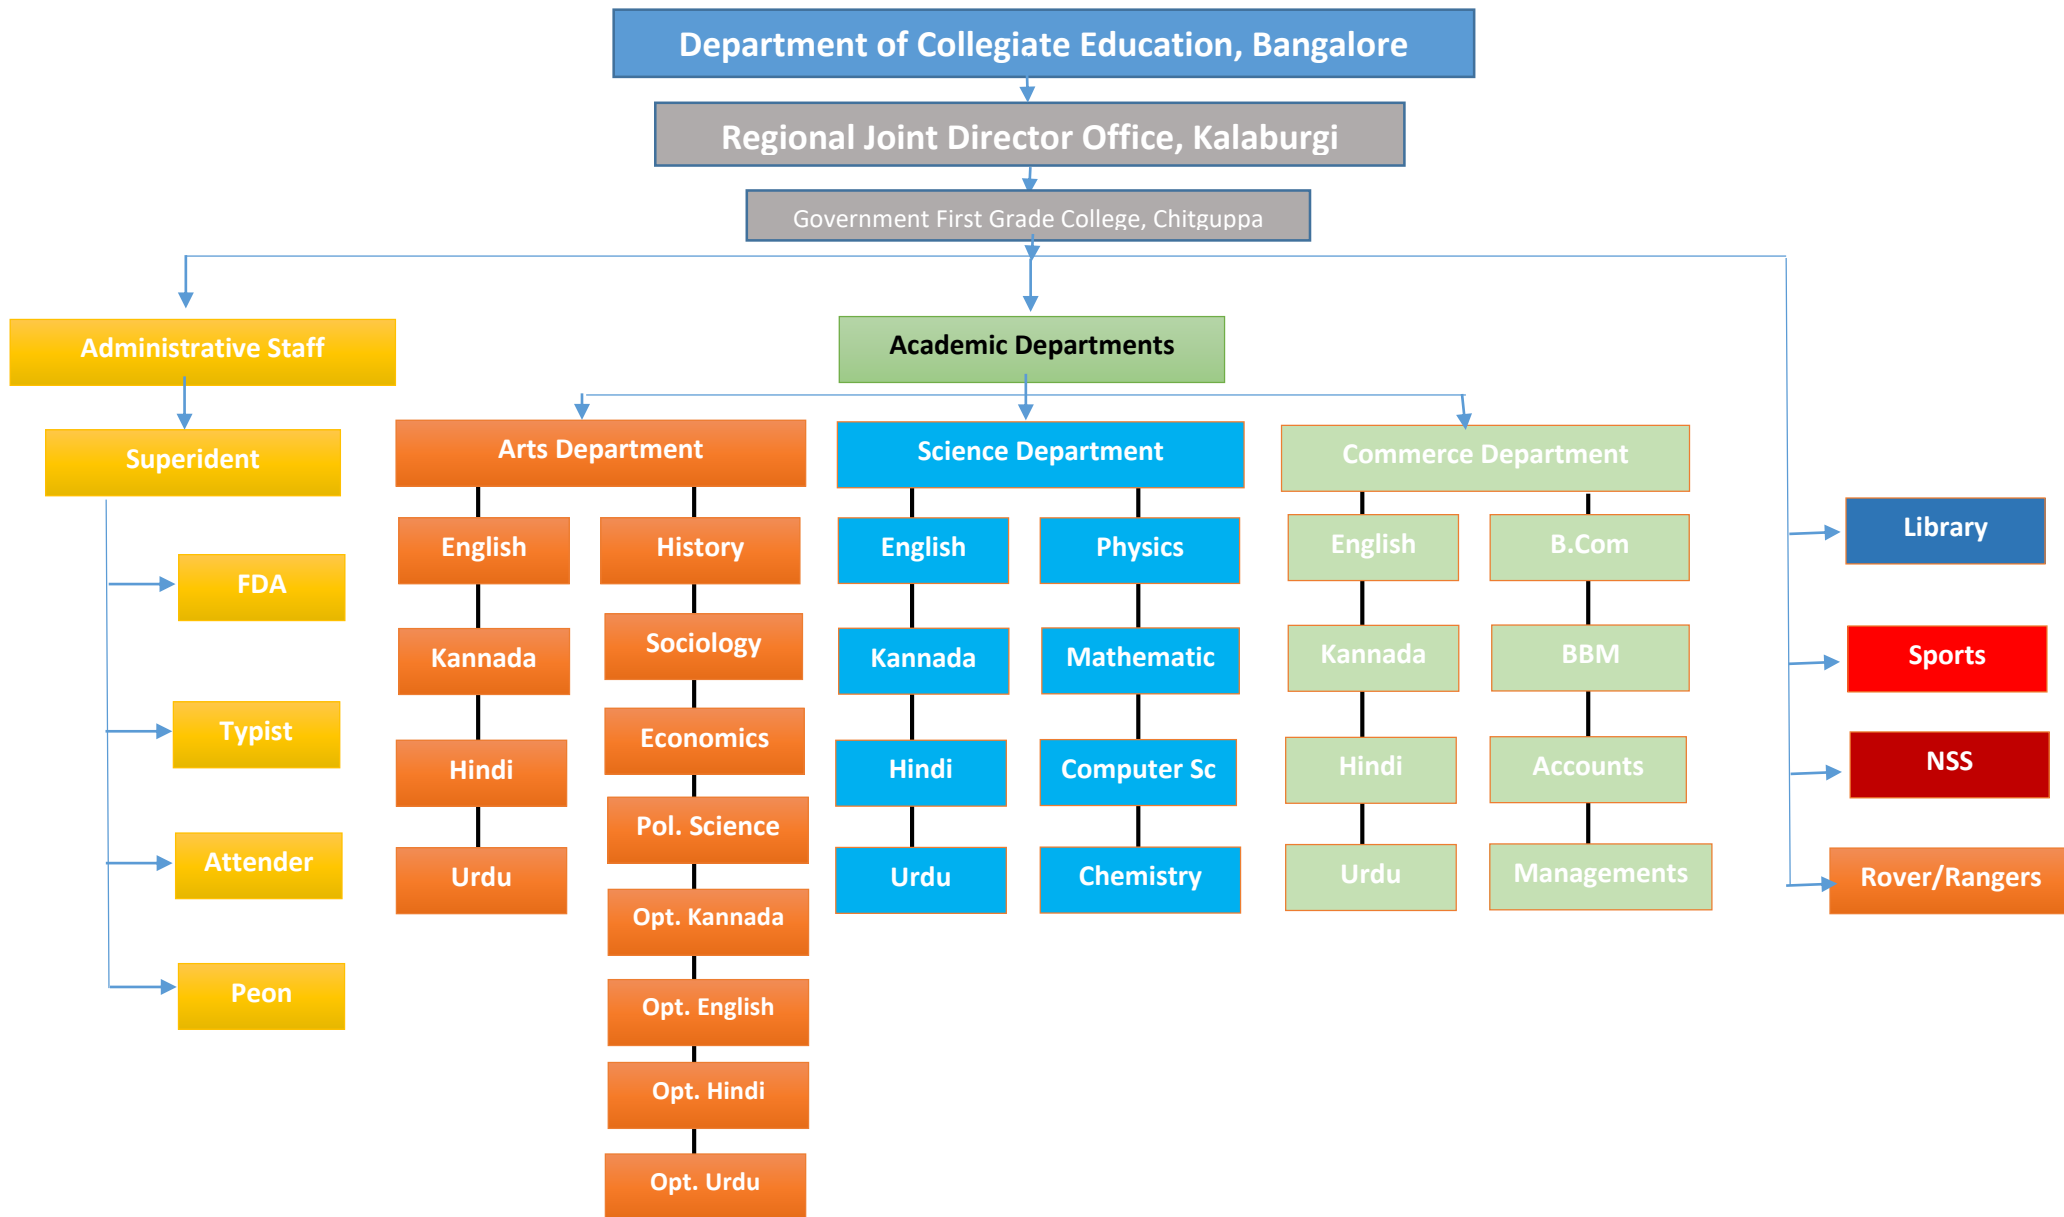 Department of Collegiate Education, Bangalore
Regional Joint Director Office, Kalaburgi
Government First Grade College, Chitguppa
Administrative Staff
Superident
FDA
Typist
Attender
Peon
Academic Departments
Arts Department
English
Kannada
Hindi
Urdu
History
Sociology
Economics
Pol. Science
Opt. Kannada
Opt. English
Opt. Hindi
Opt. Urdu
Science Department
English
Kannada
Hindi
Urdu
Physics
Mathematic
Computer Sc
Chemistry
Commerce Department
English
Kannada
Hindi
Urdu
B.Com
BBM
Accounts
Managements
Library
Sports
NSS
Rover/Rangers